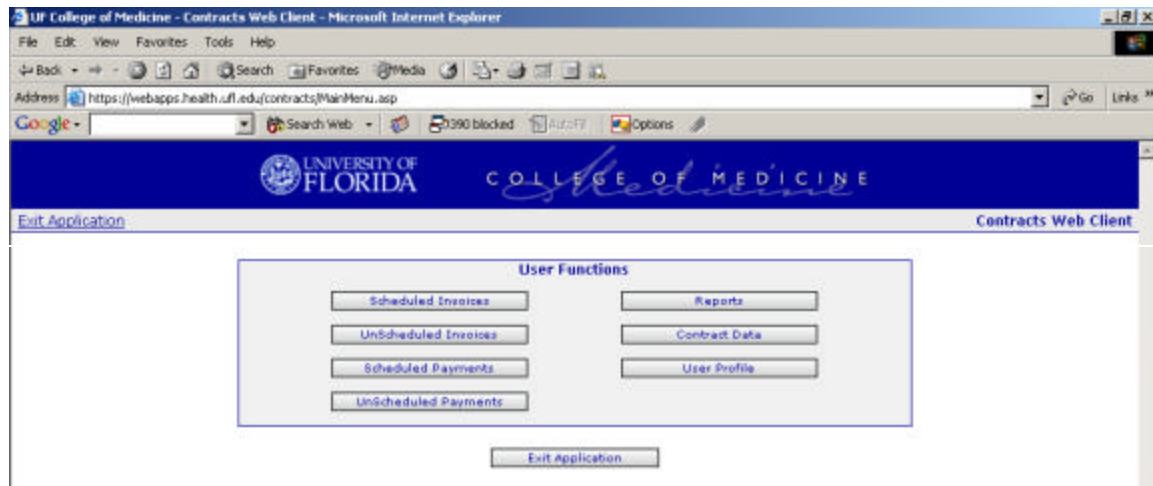 UF College of Medicine - Contracts Web Client - Microsoft Internet Explorer
File Edit View Favorites Tools Help
Back Search Favorites Media
Address https://webapps.health.ufl.edu/contracts/MainMenu.asp Go Links »
Google Search Web 390 blocked AutoFill Options
UNIVERSITY OF
FLORIDA
COLLEGE OF MEDICINE
Medicine
Exit Application Contracts Web Client
User Functions
Scheduled Invoices Reports
UnScheduled Invoices Contract Data
Scheduled Payments User Profile
UnScheduled Payments
Exit Application